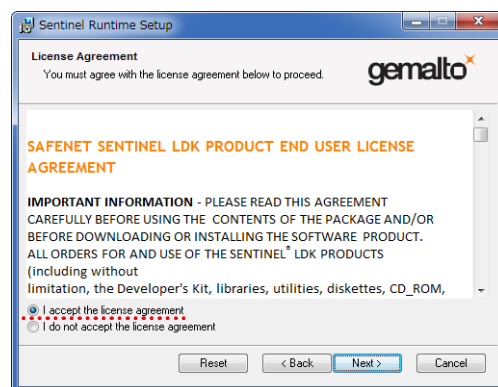 Sentinel Runtime Setup
License Agreement
You must agree with the license agreement below to proceed.
gemalto
SAFENET SENTINEL LDK PRODUCT END USER LICENSE
AGREEMENT
IMPORTANT INFORMATION - PLEASE READ THIS AGREEMENT
CAREFULLY BEFORE USING THE CONTENTS OF THE PACKAGE AND/OR
BEFORE DOWNLOADING OR INSTALLING THE SOFTWARE PRODUCT.
ALL ORDERS FOR AND USE OF THE SENTINEL® LDK PRODUCTS
(including without
limitation, the Developer's Kit, libraries, utilities, diskettes, CD_ROM,
I accept the license agreement
I do not accept the license agreement
Reset
< Back
Next >
Cancel